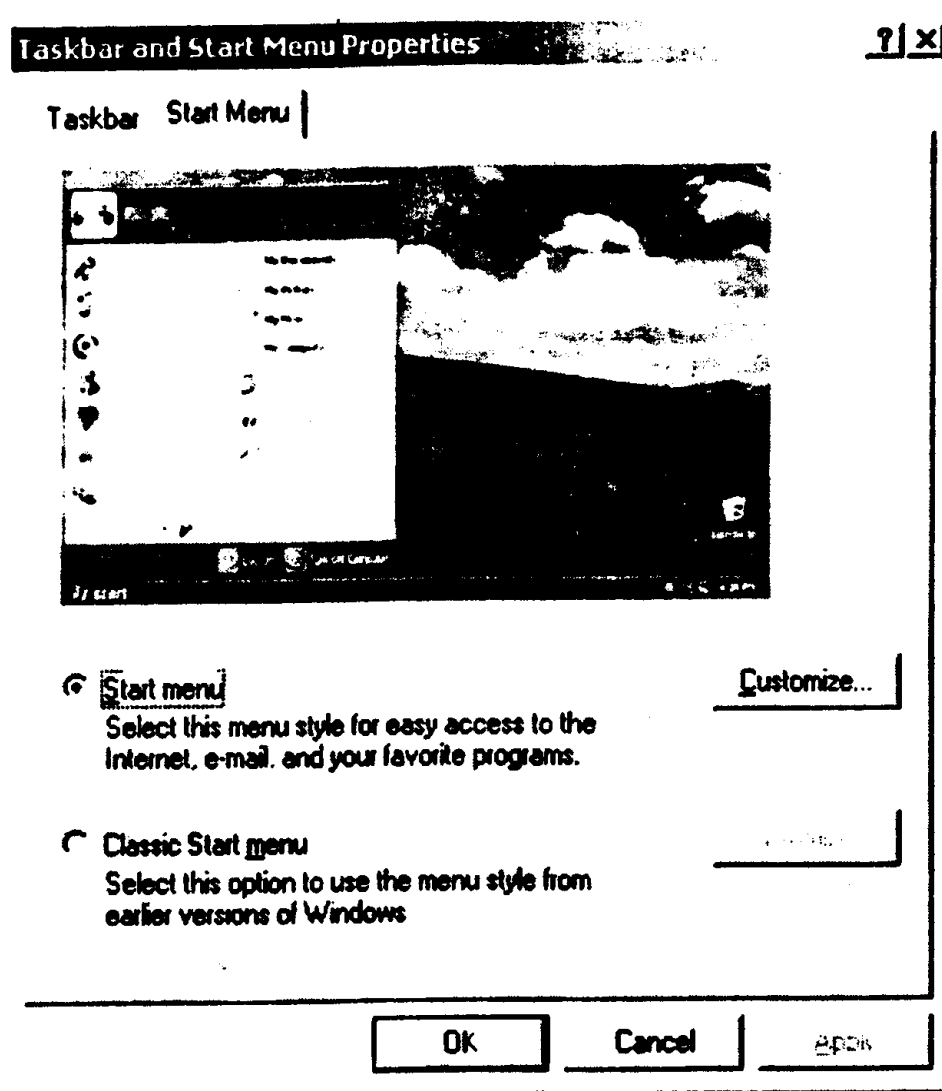 Taskbar and Start Menu Properties
Taskbar Start Menu
start
Start menu
Customize...
Select this menu style for easy access to the
Internet, e-mail. and your favorite programs.
Classic Start menu
Select this option to use the menu style from
earlier versions of Windows
OK Cancel Apply